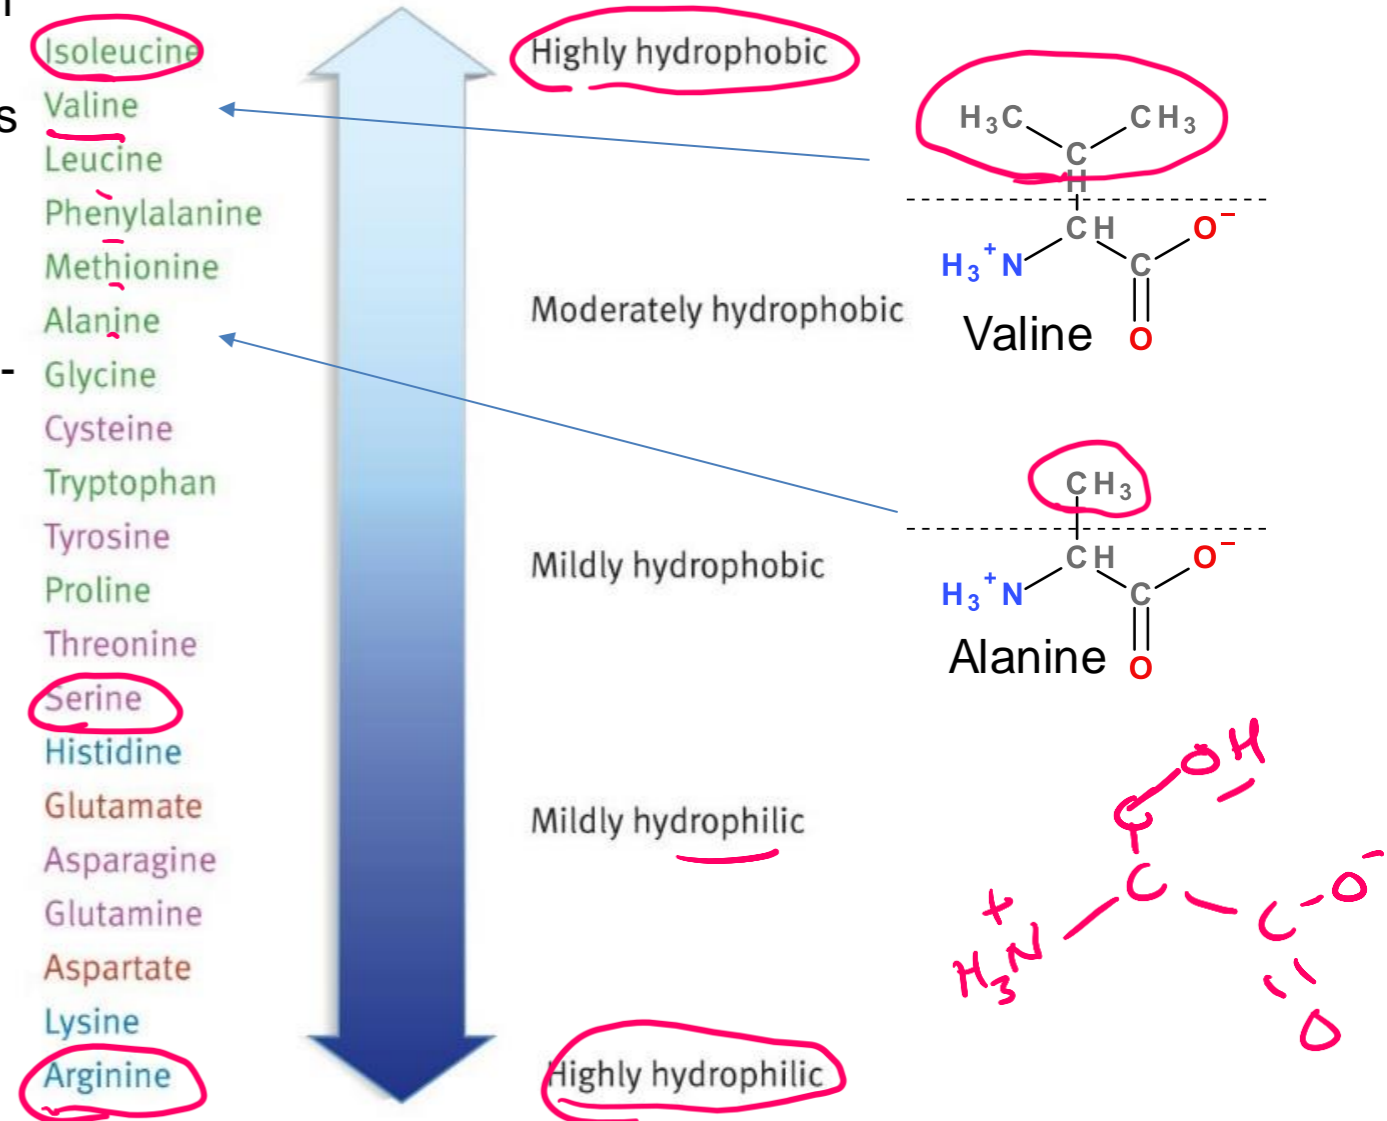 Isoleucine
Valine
Leucine
Phenylalanine
Methionine
Alanine
Glycine
Cysteine
Tryptophan
Tyrosine
Proline
Threonine
Serine
Histidine
Glutamate
Asparagine
Glutamine
Aspartate
Lysine
Arginine
Highly hydrophobic
Moderately hydrophobic
Mildly hydrophobic
Mildly hydrophilic
Highly hydrophilic
s
-
H3C CH3
C
H
CH O−
H3+N C
Valine O
CH3
CH O−
H3+N C
Alanine O
OH
C
C O-
+ C
H3N
O